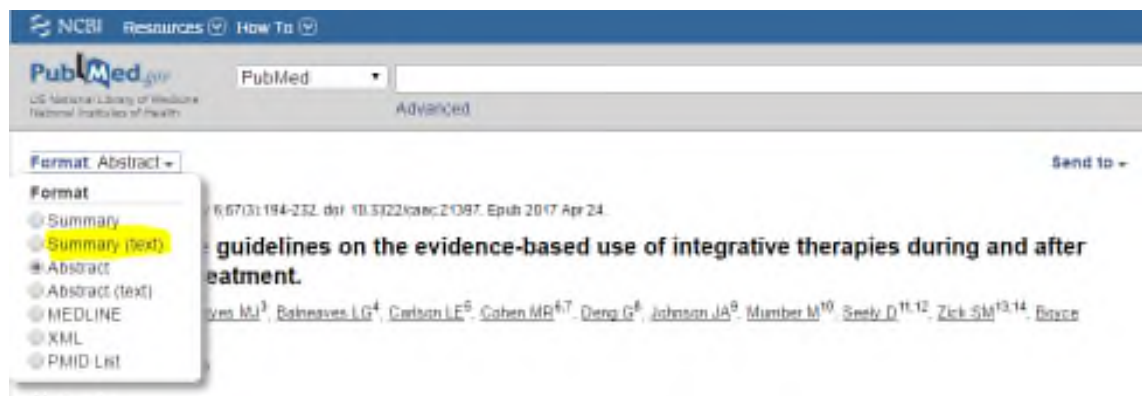 NCBI Resources How To
PubMed.gov PubMed
US National Library of Medicine
National Institutes of Health
Advanced
Format: Abstract Send to
Format
Summary
Summary (text)
Abstract
Abstract (text)
MEDLINE
XML
PMID List
6;67(3):194-232. doi: 10.3322/caac.21397. Epub 2017 Apr 24.
guidelines on the evidence-based use of integrative therapies during and after
eatment.
yes MJ3, Balneaves LG4, Carlson LE5, Cohen MR6,7, Deng G8, Johnson JA9, Mumber M10, Seely D11,12, Zick SM13,14, Boyce